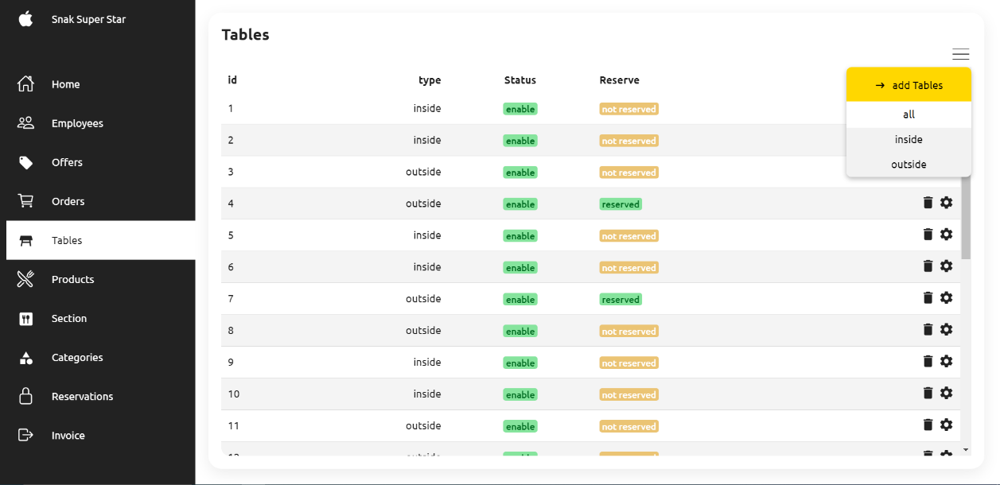 Snak Super Star
Home
Employees
Offers
Orders
Tables
Products
Section
Categories
Reservations
Invoice
Tables
id type Status Reserve
→ add Tables
all
inside
outside
1 inside enable not reserved
2 inside enable not reserved
3 outside enable not reserved
4 outside enable reserved
5 inside enable not reserved
6 inside enable not reserved
7 outside enable reserved
8 outside enable not reserved
9 inside enable not reserved
10 inside enable not reserved
11 outside enable not reserved